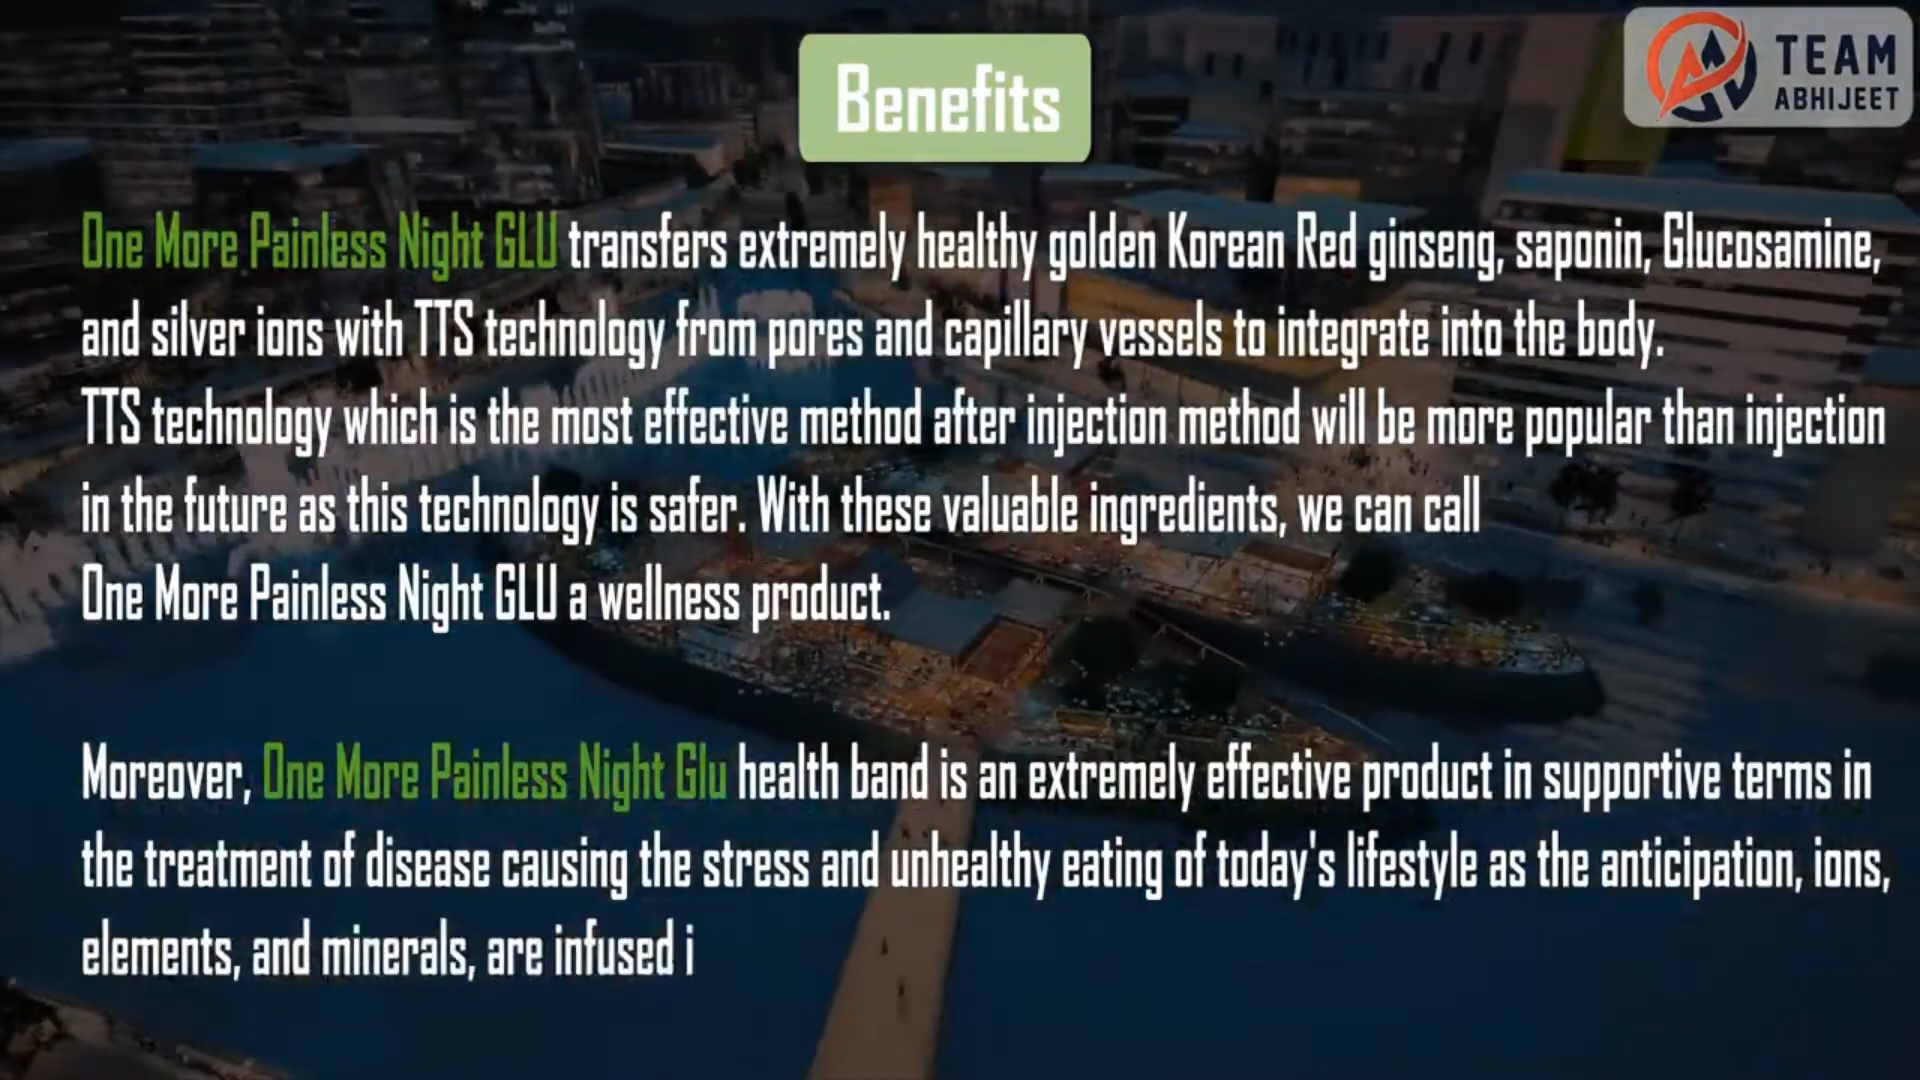 Benefits
TEAM
ABHIJEET
One More Painless Night GLU transfers extremely healthy golden Korean Red ginseng, saponin, Glucosamine,
and silver ions with TTS technology from pores and capillary vessels to integrate into the body.
TTS technology which is the most effective method after injection method will be more popular than injection
in the future as this technology is safer. With these valuable ingredients, we can call
One More Painless Night GLU a wellness product.
Moreover, One More Painless Night Glu health band is an extremely effective product in supportive terms in
the treatment of disease causing the stress and unhealthy eating of today's lifestyle as the anticipation, ions,
elements, and minerals, are infused i